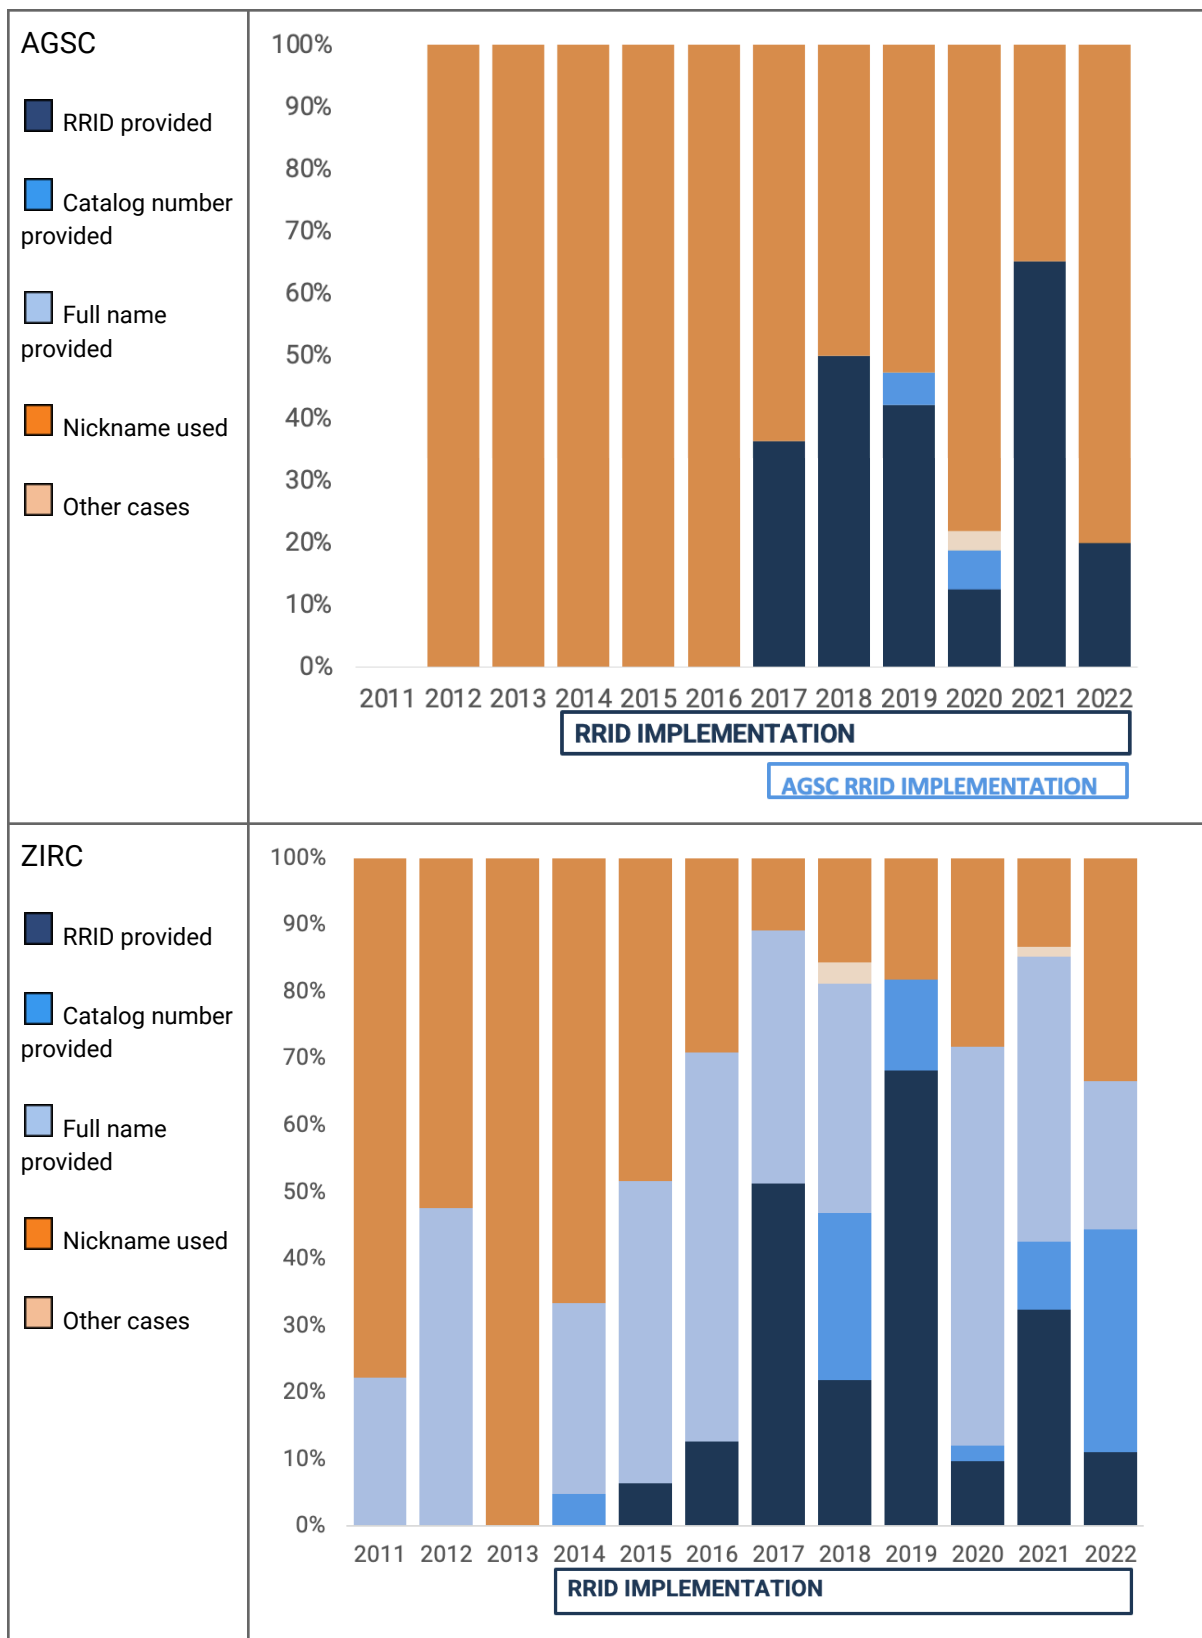 AGSC
RRID provided
Catalog number
provided
Full name
provided
Nickname used
Other cases
100%
90%
80%
70%
60%
50%
40%
30%
20%
10%
0%
2011 2012 2013 2014 2015 2016 2017 2018 2019 2020 2021 2022
RRID IMPLEMENTATION
AGSC RRID IMPLEMENTATION
ZIRC
RRID provided
Catalog number
provided
Full name
provided
Nickname used
Other cases
100%
90%
80%
70%
60%
50%
40%
30%
20%
10%
0%
2011 2012 2013 2014 2015 2016 2017 2018 2019 2020 2021 2022
RRID IMPLEMENTATION